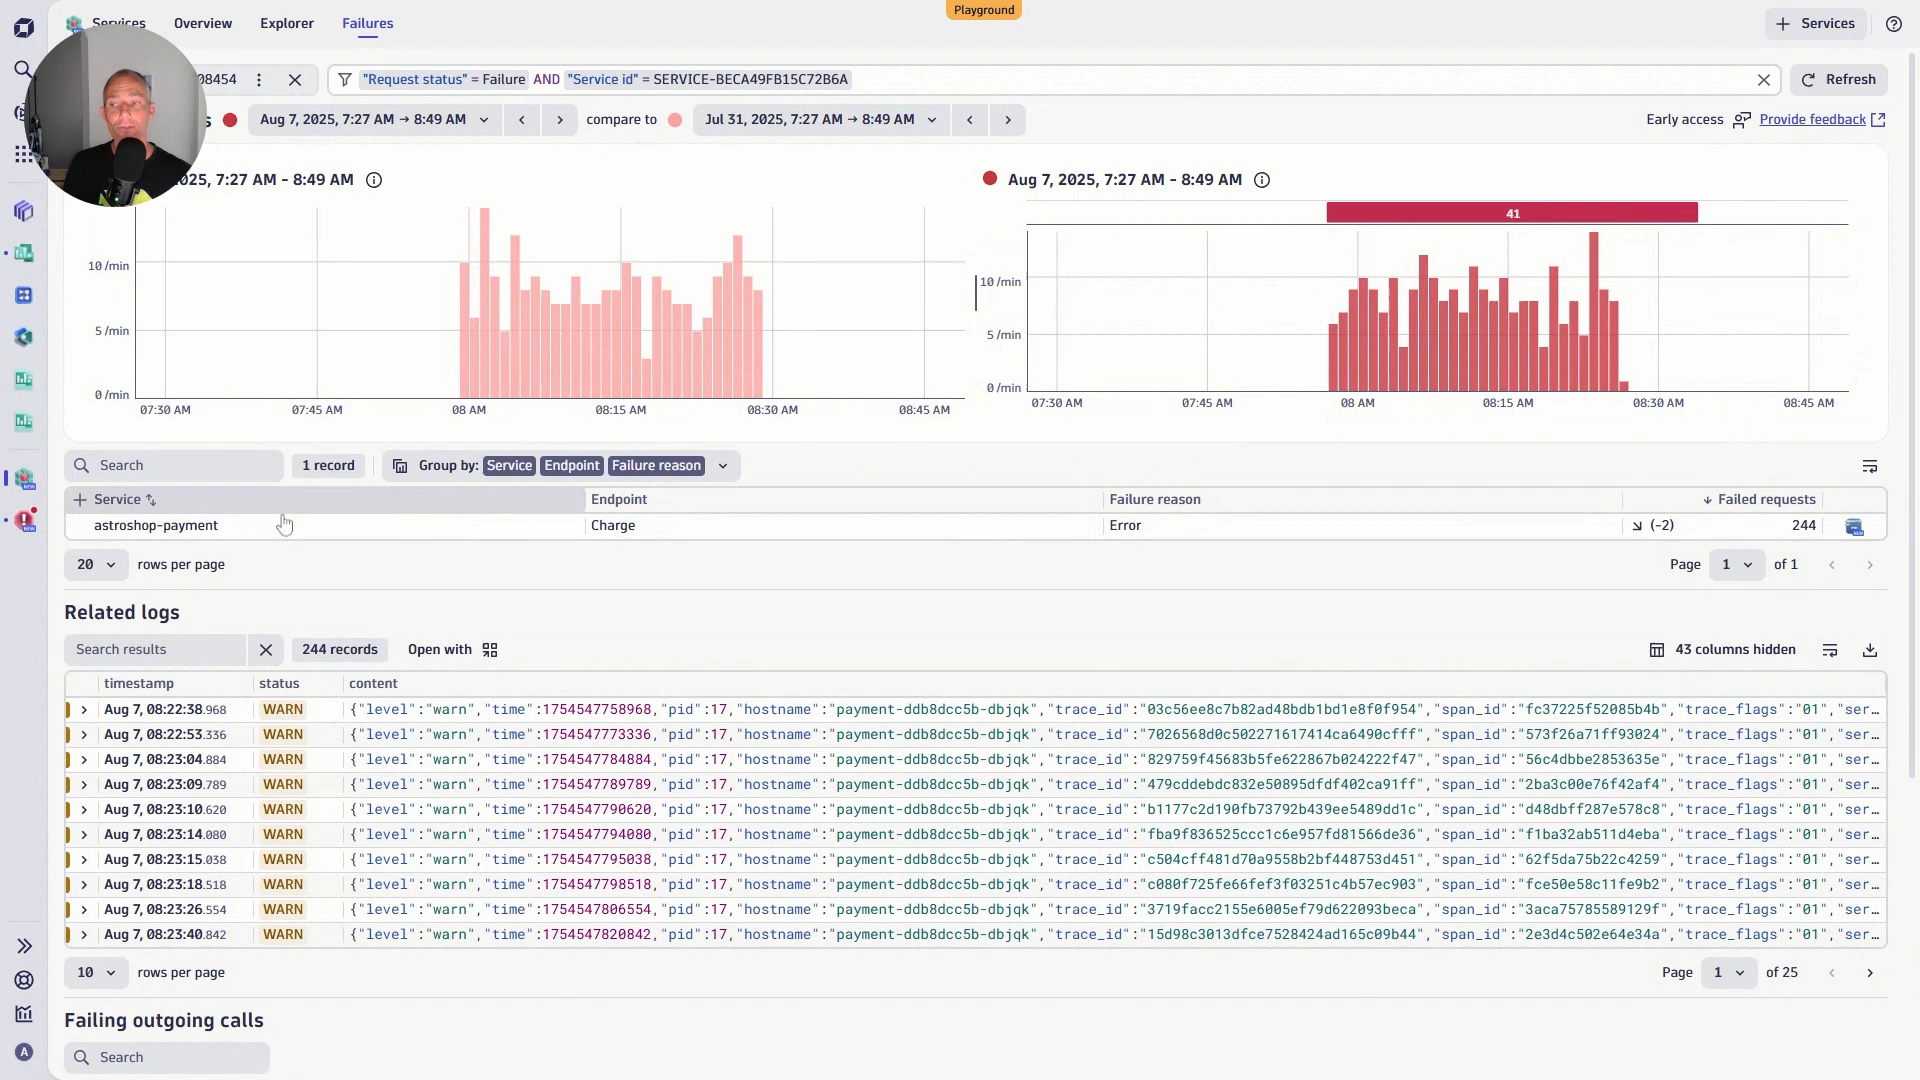 Playground
Services Overview Explorer Failures
Services
08454
"Request status" = Failure AND "Service id" = SERVICE-BECA49FB15C72B6A
Refresh
Aug 7, 2025, 7:27 AM → 8:49 AM compare to Jul 31, 2025, 7:27 AM → 8:49 AM
Early access Provide feedback
2025, 7:27 AM - 8:49 AM
Aug 7, 2025, 7:27 AM - 8:49 AM
41
10 /min
5 /min
0 /min
07:30 AM 07:45 AM 08 AM 08:15 AM 08:30 AM 08:45 AM
10 /min
5 /min
0 /min
07:30 AM 07:45 AM 08 AM 08:15 AM 08:30 AM 08:45 AM
Search 1 record Group by: Service Endpoint Failure reason
Service Endpoint Failure reason Failed requests
astroshop-payment Charge Error (-2) 244
20 rows per page Page 1 of 1
Related logs
Search results 244 records Open with 43 columns hidden
timestamp status content
Aug 7, 08:22:38.968 WARN {"level":"warn","time":1754547758968,"pid":17,"hostname":"payment-ddb8dcc5b-dbjqk","trace_id":"03c56ee8c7b82ad48bdb1bd1e8f0f954","span_id":"fc37225f52085b4b","trace_flags":"01","ser…
Aug 7, 08:22:53.336 WARN {"level":"warn","time":1754547773336,"pid":17,"hostname":"payment-ddb8dcc5b-dbjqk","trace_id":"7026568d0c502271617414ca6490cfff","span_id":"573f26a71ff93024","trace_flags":"01","ser…
Aug 7, 08:23:04.884 WARN {"level":"warn","time":1754547784884,"pid":17,"hostname":"payment-ddb8dcc5b-dbjqk","trace_id":"829759f45683b5fe622867b024222f47","span_id":"56c4dbbe2853635e","trace_flags":"01","ser…
Aug 7, 08:23:09.789 WARN {"level":"warn","time":1754547789789,"pid":17,"hostname":"payment-ddb8dcc5b-dbjqk","trace_id":"479cddebdc832e50895dfdf402ca91ff","span_id":"2ba3c00e76f42af4","trace_flags":"01","ser…
Aug 7, 08:23:10.620 WARN {"level":"warn","time":1754547790620,"pid":17,"hostname":"payment-ddb8dcc5b-dbjqk","trace_id":"b1177c2d190fb73792b439ee5489dd1c","span_id":"d48dbff287e578c8","trace_flags":"01","ser…
Aug 7, 08:23:14.080 WARN {"level":"warn","time":1754547794080,"pid":17,"hostname":"payment-ddb8dcc5b-dbjqk","trace_id":"fba9f836525ccc1c6e957fd81566de36","span_id":"f1ba32ab511d4eba","trace_flags":"01","ser…
Aug 7, 08:23:15.038 WARN {"level":"warn","time":1754547795038,"pid":17,"hostname":"payment-ddb8dcc5b-dbjqk","trace_id":"c504cff481d70a9558b2bf448753d451","span_id":"62f5da75b22c4259","trace_flags":"01","ser…
Aug 7, 08:23:18.518 WARN {"level":"warn","time":1754547798518,"pid":17,"hostname":"payment-ddb8dcc5b-dbjqk","trace_id":"c080f725fe66fef3f03251c4b57ec903","span_id":"fce50e58c11fe9b2","trace_flags":"01","ser…
Aug 7, 08:23:26.554 WARN {"level":"warn","time":1754547806554,"pid":17,"hostname":"payment-ddb8dcc5b-dbjqk","trace_id":"3719facc2155e6005ef79d622093beca","span_id":"3aca75785589129f","trace_flags":"01","ser…
Aug 7, 08:23:40.842 WARN {"level":"warn","time":1754547820842,"pid":17,"hostname":"payment-ddb8dcc5b-dbjqk","trace_id":"15d98c3013dfce7528424ad165c09b44","span_id":"2e3d4c502e64e34a","trace_flags":"01","ser…
10 rows per page Page 1 of 25
Failing outgoing calls
Search
A